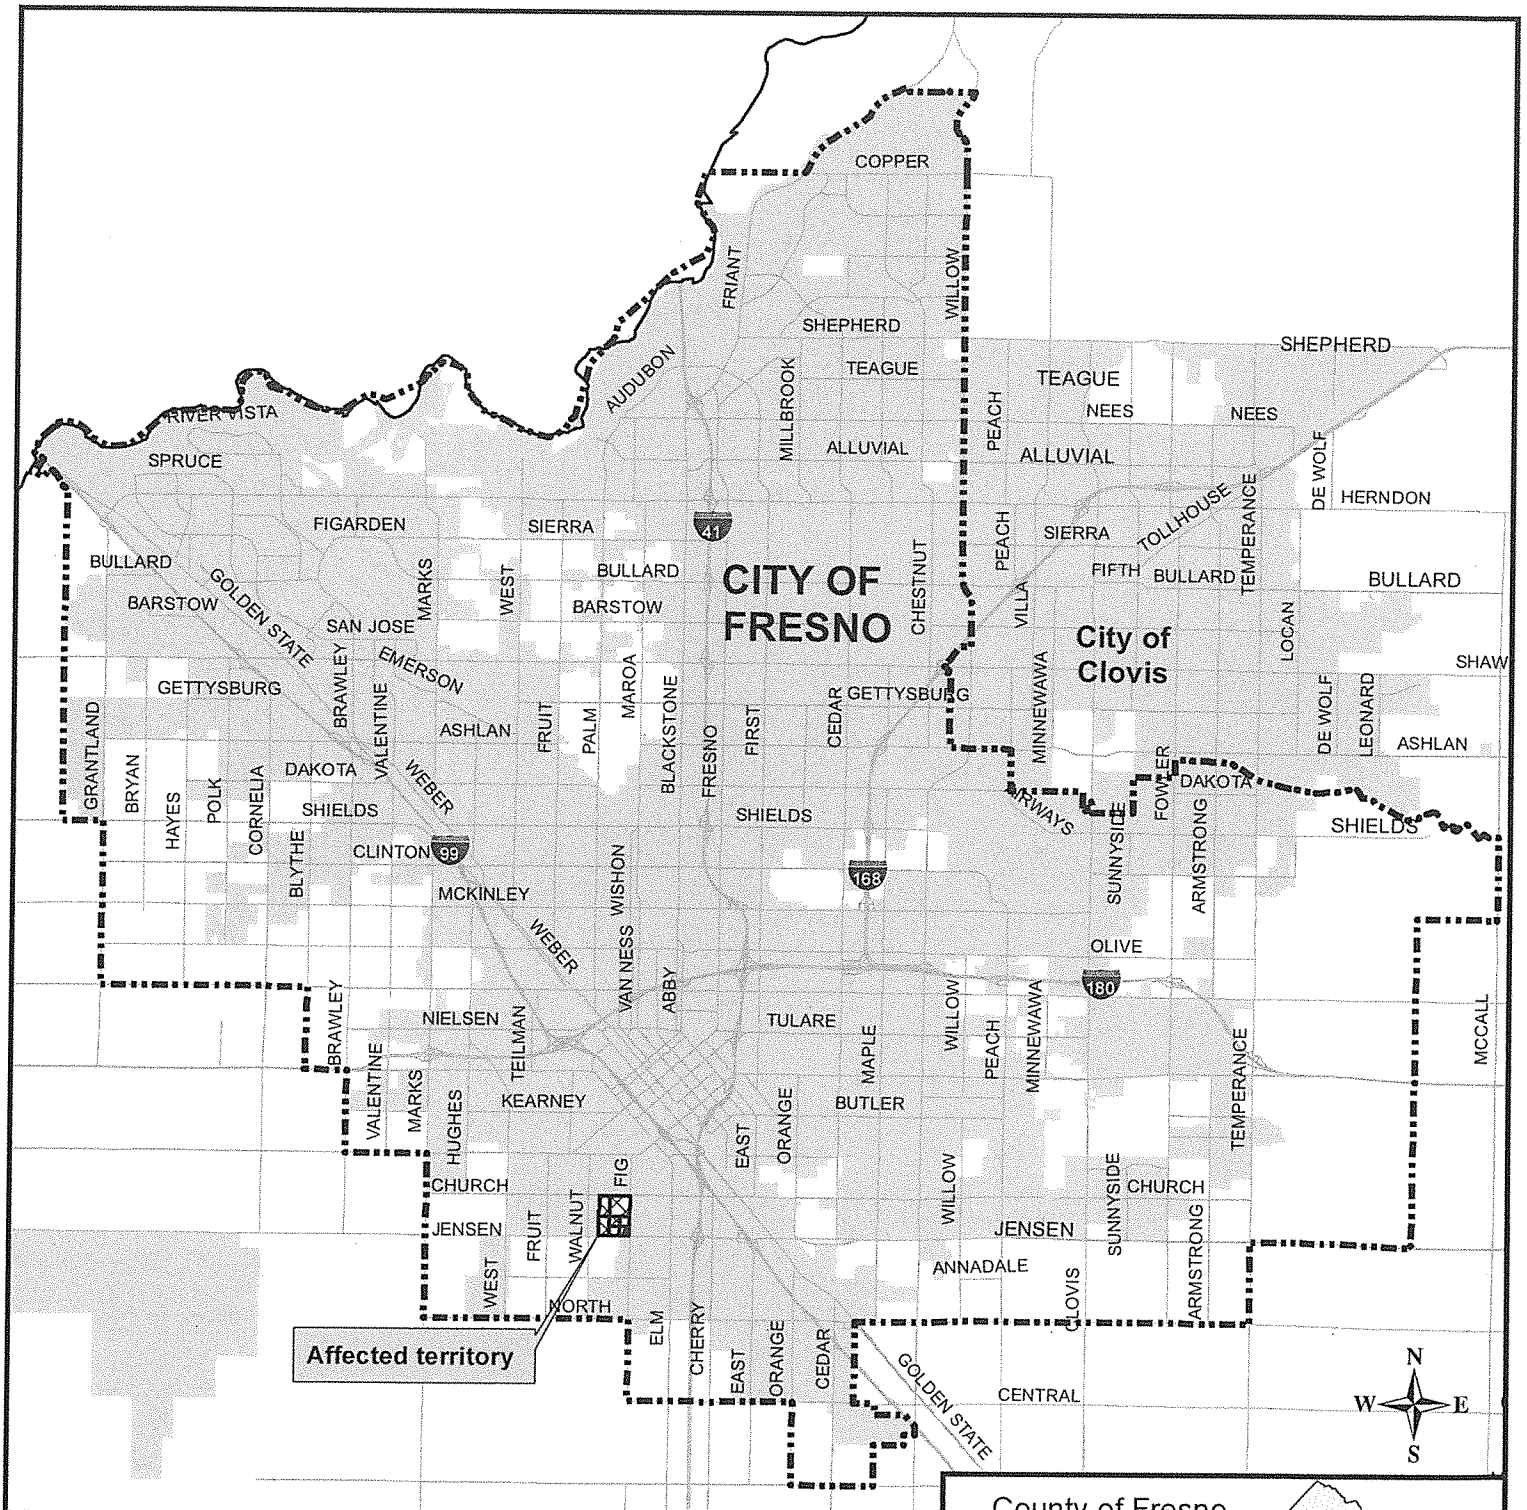 COPPER
FRIANT
WILLOW
SHEPHERD
SHEPHERD
AUDUBON
MILLBROOK
TEAGUE
TEAGUE
PEACH
NEES
NEES
RIVER VISTA
ALLUVIAL
ALLUVIAL
DE WOLF
SPRUCE
TEMPERANCE
HERNDON
TOLLHOUSE
FIGARDEN
SIERRA
41
PEACH
SIERRA
BULLARD
GOLDEN STATE
MARKS
WEST
BULLARD
CITY OF
FRESNO
CHESTNUT
FIFTH
BULLARD
BULLARD
BARSTOW
BARSTOW
VILLA
LOCAN
SAN JOSE
City of
Clovis
EMERSON
BRAWLEY
MAROA
SHAW
GETTYSBURG
VALENTINE
GETTYSBURG
MINNEWAWA
DE WOLF
LEONARD
GRANTLAND
ASHLAN
FRUIT
PALM
BLACKSTONE
FRESNO
FIRST
CEDAR
ASHLAN
BRYAN
HAYES
POLK
CORNELIA
DAKOTA
WEBER
FOWLER
DAKOTA
SHIELDS
SHIELDS
AIRWAYS
SUNNYSIDE
ARMSTRONG
SHIELDS
BLYTHE
CLINTON
99
WISHON
168
MCKINLEY
WEBER
VAN NESS
ABBY
OLIVE
180
BRAWLEY
NIELSEN
TEILMAN
TULARE
MAPLE
WILLOW
PEACH
MINNEWAWA
MCCALL
VALENTINE
MARKS
HUGHES
KEARNEY
EAST
ORANGE
BUTLER
TEMPERANCE
CHURCH
FIG
WILLOW
SUNNYSIDE
CHURCH
JENSEN
FRUIT
WALNUT
JENSEN
ARMSTRONG
WEST
ANNADALE
CLOVIS
NORTH
Affected territory
ELM
CHERRY
EAST
ORANGE
CEDAR
GOLDEN STATE
CENTRAL
N
W
E
S
County of Fresno